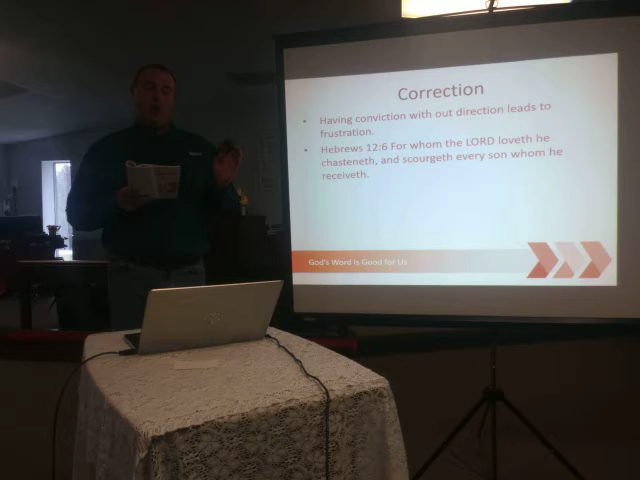 Correction
• Having conviction with out direction leads to
frustration.
• Hebrews 12:6 For whom the LORD loveth he
chasteneth, and scourgeth every son whom he
receiveth.
God's Word Is Good for Us